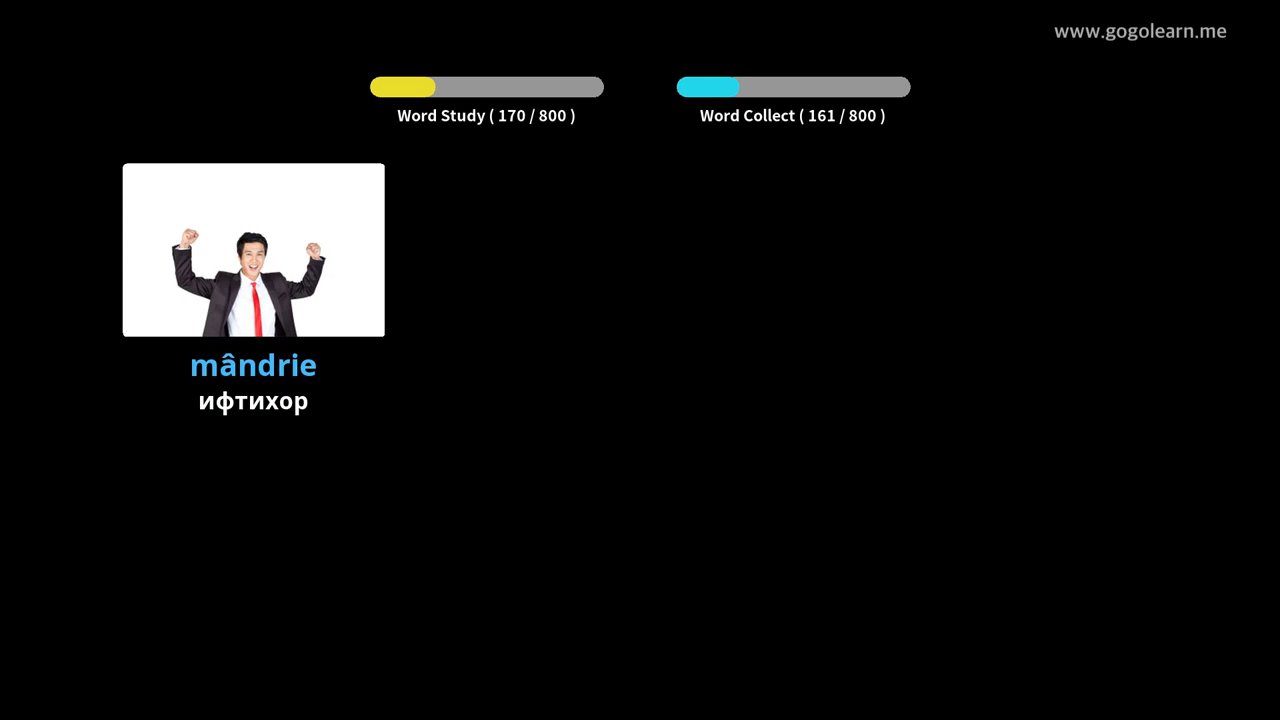 www.gogolearn.me
Word Study ( 170 / 800 )
Word Collect ( 161 / 800 )
mândrie
ифтихор